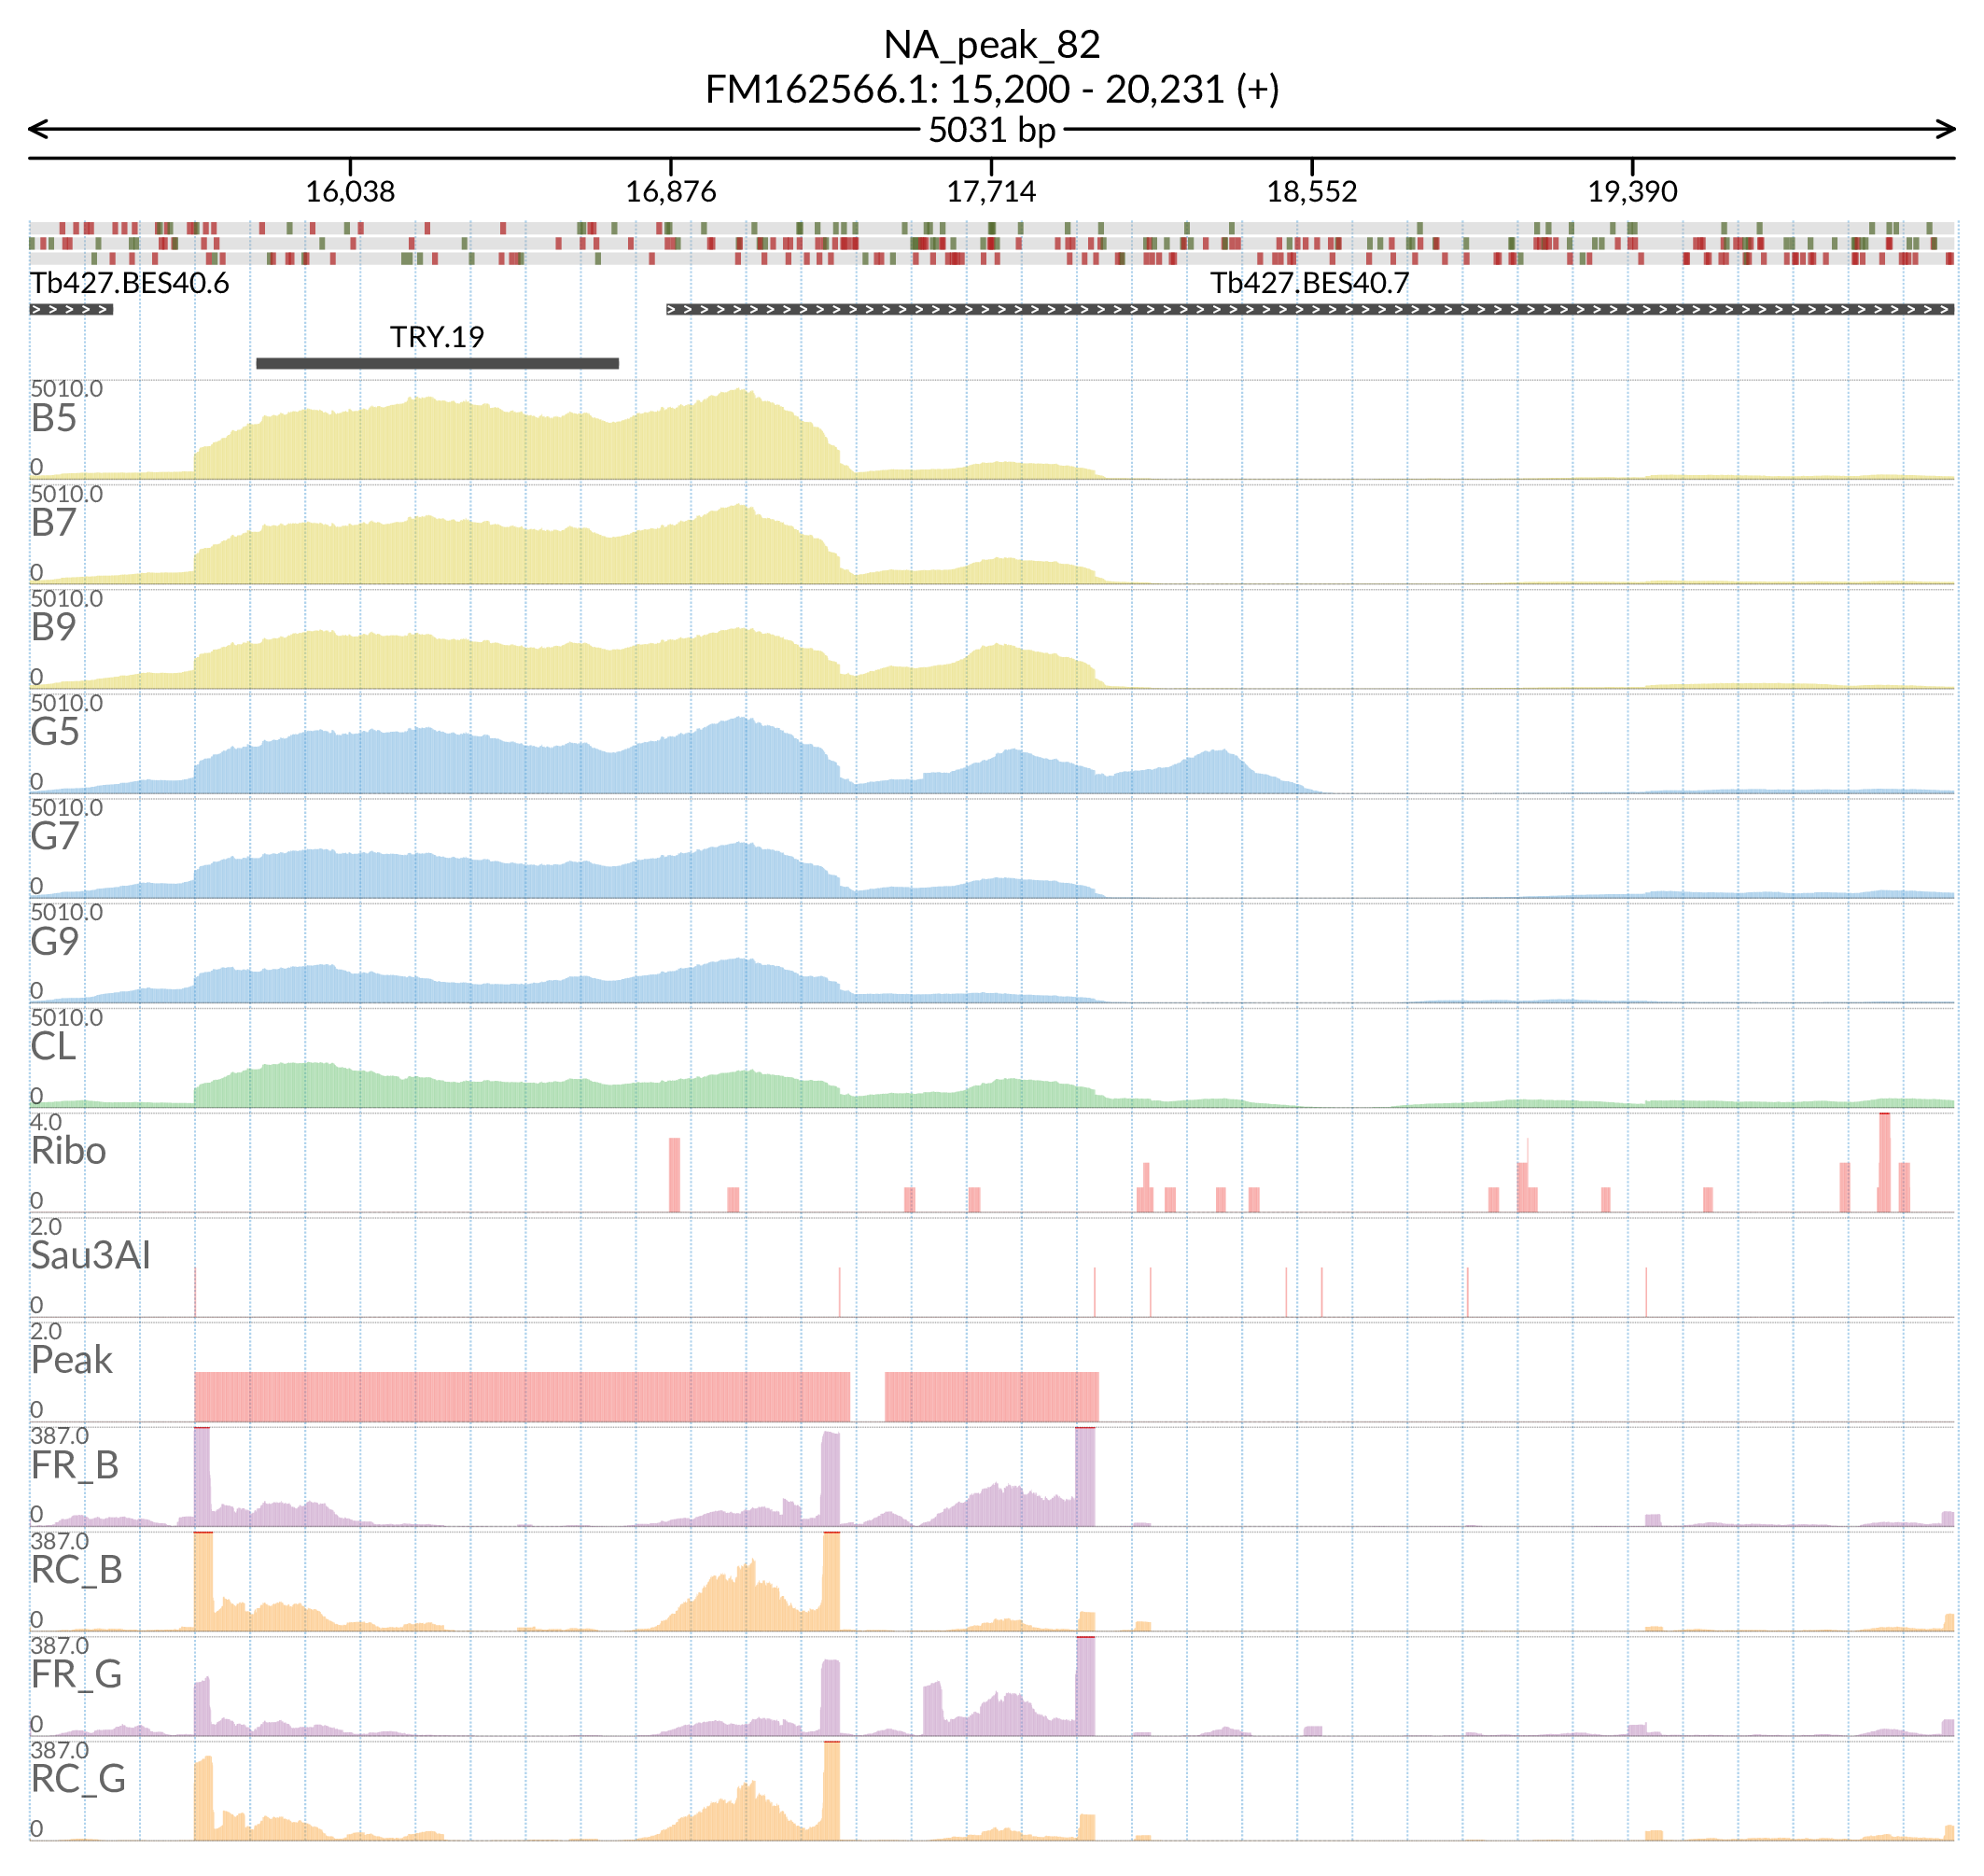 NA_peak_82
FM162566.1: 15,200 - 20,231 (+)
5031 bp
16,038 16,876 17,714 18,552 19,390
Tb427.BES40.6 Tb427.BES40.7
TRY.19
5010.0
B5
0
5010.0
B7
0
5010.0
B9
0
5010.0
G5
0
5010.0
G7
0
5010.0
G9
0
5010.0
CL
0
4.0
Ribo
0
2.0
Sau3AI
0
2.0
Peak
0
387.0
FR_B
0
387.0
RC_B
0
387.0
FR_G
0
387.0
RC_G
0